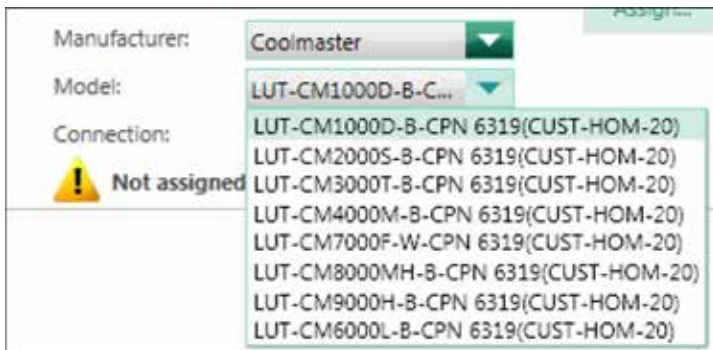 Assign...
Manufacturer: Coolmaster
Model: LUT-CM1000D-B-C...
Connection: LUT-CM1000D-B-CPN 6319(CUST-HOM-20)
LUT-CM2000S-B-CPN 6319(CUST-HOM-20)
Not assigned LUT-CM3000T-B-CPN 6319(CUST-HOM-20)
LUT-CM4000M-B-CPN 6319(CUST-HOM-20)
LUT-CM7000F-W-CPN 6319(CUST-HOM-20)
LUT-CM8000MH-B-CPN 6319(CUST-HOM-20)
LUT-CM9000H-B-CPN 6319(CUST-HOM-20)
LUT-CM6000L-B-CPN 6319(CUST-HOM-20)